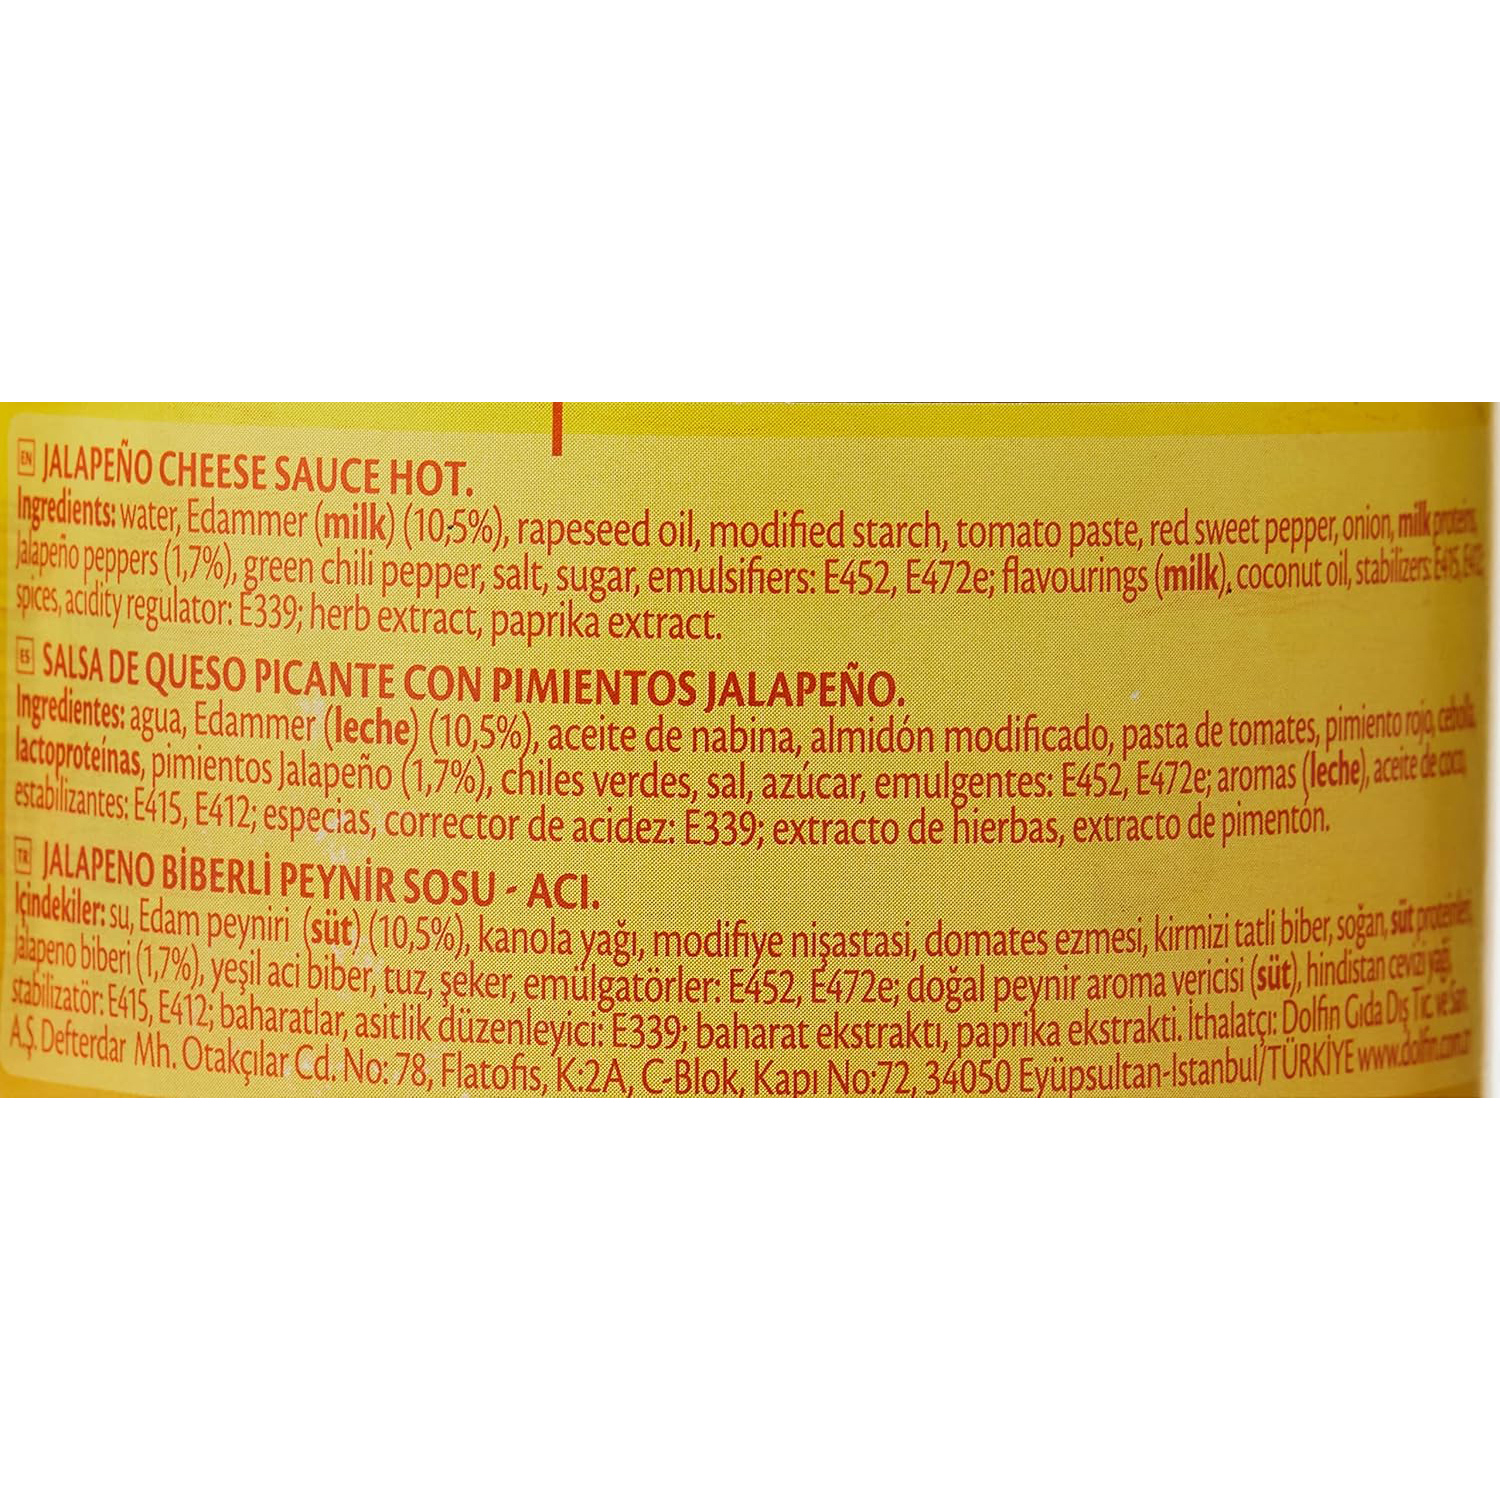 EN JALAPEÑO CHEESE SAUCE HOT.
Ingredients: water, Edammer (milk) (10,5%), rapeseed oil, modified starch, tomato paste, red sweet pepper, onion, milk proteins,
Jalapeño peppers (1,7%), green chili pepper, salt, sugar, emulsifiers: E452, E472e; flavourings (milk), coconut oil, stabilizers: E415, E412;
spices, acidity regulator: E339; herb extract, paprika extract.
ES SALSA DE QUESO PICANTE CON PIMIENTOS JALAPEÑO.
Ingredientes: agua, Edammer (leche) (10,5%), aceite de nabina, almidón modificado, pasta de tomates, pimiento rojo, cebolla,
lactoproteínas, pimientos Jalapeño (1,7%), chiles verdes, sal, azúcar, emulgentes: E452, E472e; aromas (leche), aceite de coco,
estabilizantes: E415, E412; especias, corrector de acidez: E339; extracto de hierbas, extracto de pimentón.
TR JALAPENO BİBERLİ PEYNİR SOSU - ACI.
İçindekiler: su, Edam peyniri (süt) (10,5%), kanola yağı, modifiye nişastasi, domates ezmesi, kirmizi tatli biber, soğan, süt proteinleri,
Jalapeno biberi (1,7%), yeşil aci biber, tuz, şeker, emülgatörler: E452, E472e; doğal peynir aroma vericisi (süt), hindistan cevizi yağı,
stabilizatör: E415, E412; baharatlar, asitlik düzenleyici: E339; baharat ekstraktı, paprika ekstrakti. İthalatçı: Dolfin Gıda Dış Tic. ve San.
A.Ş. Defterdar Mh. Otakçılar Cd. No: 78, Flatofis, K:2A, C-Blok, Kapı No:72, 34050 Eyüpsultan-Istanbul/TÜRKİYE www.dolfin.com.tr